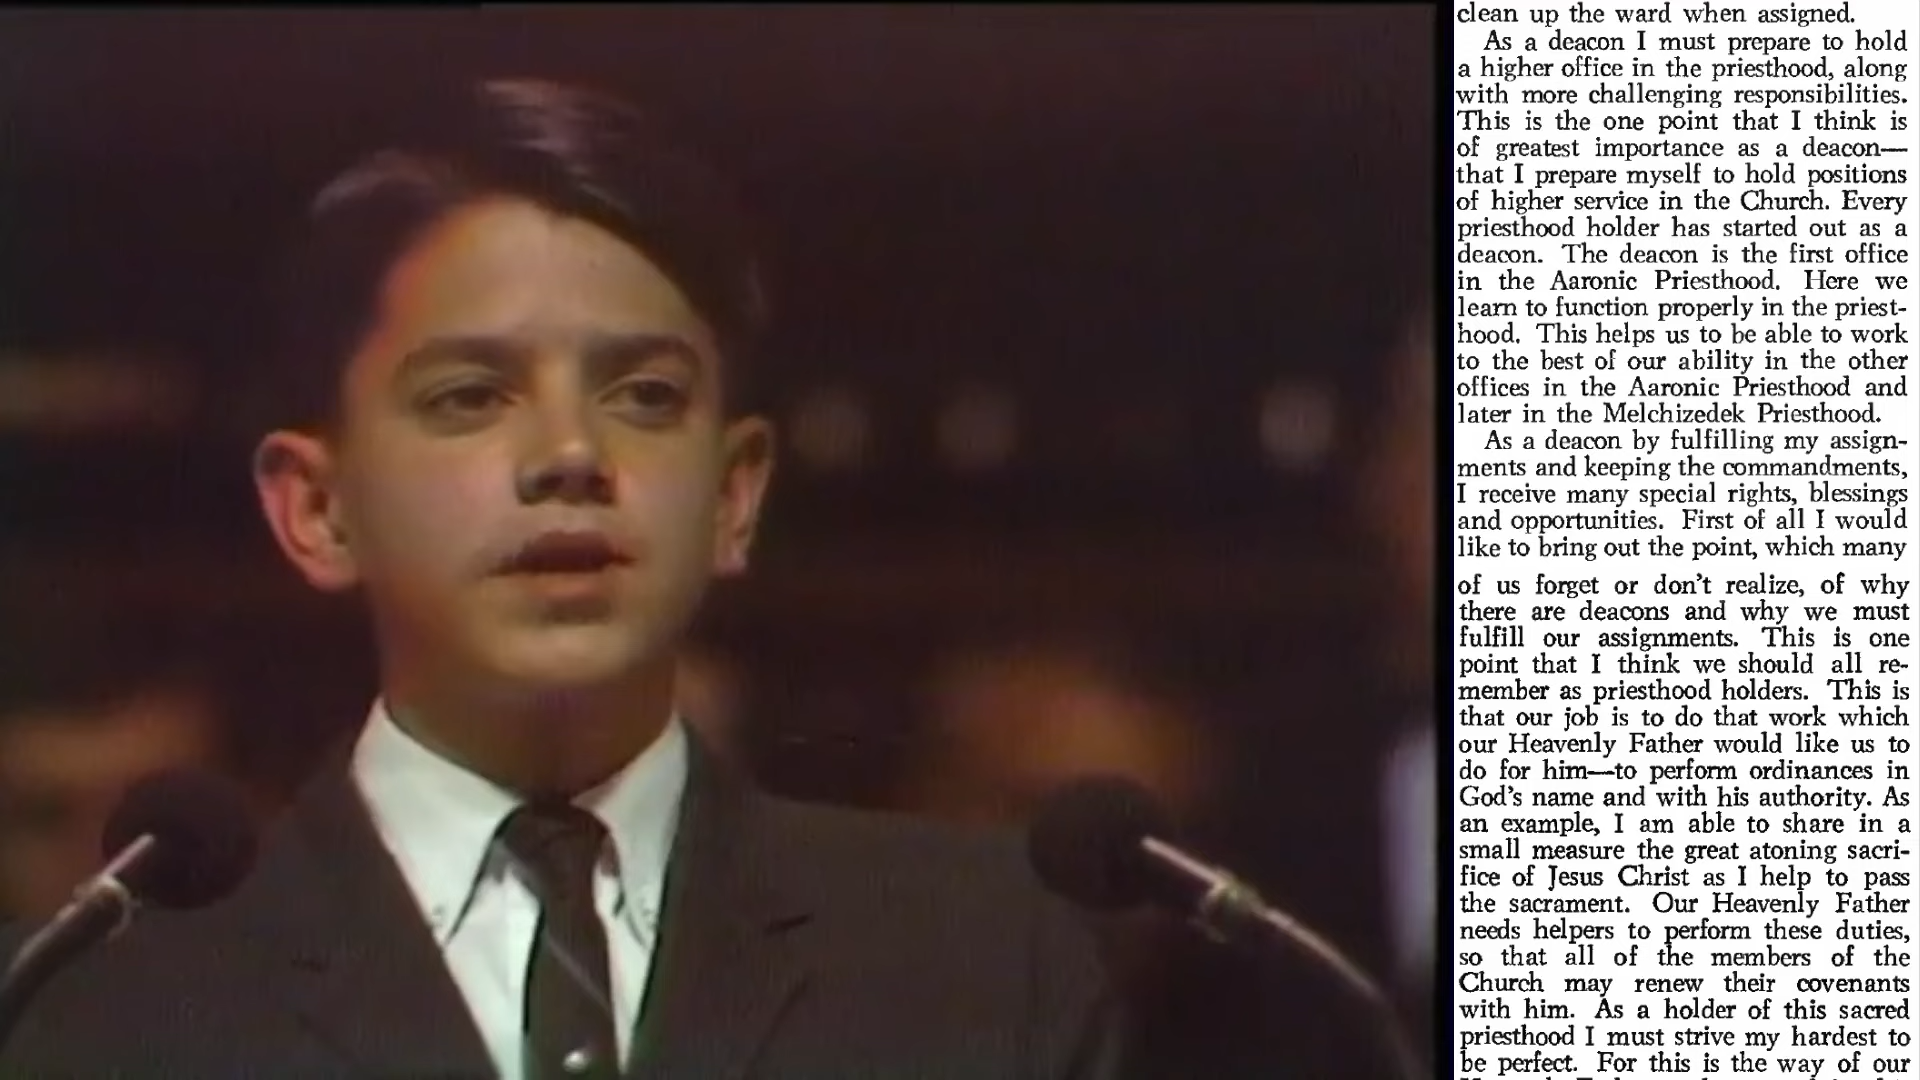 clean up the ward when assigned.
As a deacon I must prepare to hold
a higher office in the priesthood, along
with more challenging responsibilities.
This is the one point that I think is
of greatest importance as a deacon—
that I prepare myself to hold positions
of higher service in the Church. Every
priesthood holder has started out as a
deacon. The deacon is the first office
in the Aaronic Priesthood. Here we
learn to function properly in the priest-
hood. This helps us to be able to work
to the best of our ability in the other
offices in the Aaronic Priesthood and
later in the Melchizedek Priesthood.
As a deacon by fulfilling my assign-
ments and keeping the commandments,
I receive many special rights, blessings
and opportunities. First of all I would
like to bring out the point, which many
of us forget or don't realize, of why
there are deacons and why we must
fulfill our assignments. This is one
point that I think we should all re-
member as priesthood holders. This is
that our job is to do that work which
our Heavenly Father would like us to
do for him—to perform ordinances in
God's name and with his authority. As
an example, I am able to share in a
small measure the great atoning sacri-
fice of Jesus Christ as I help to pass
the sacrament. Our Heavenly Father
needs helpers to perform these duties,
so that all of the members of the
Church may renew their covenants
with him. As a holder of this sacred
priesthood I must strive my hardest to
be perfect. For this is the way of our